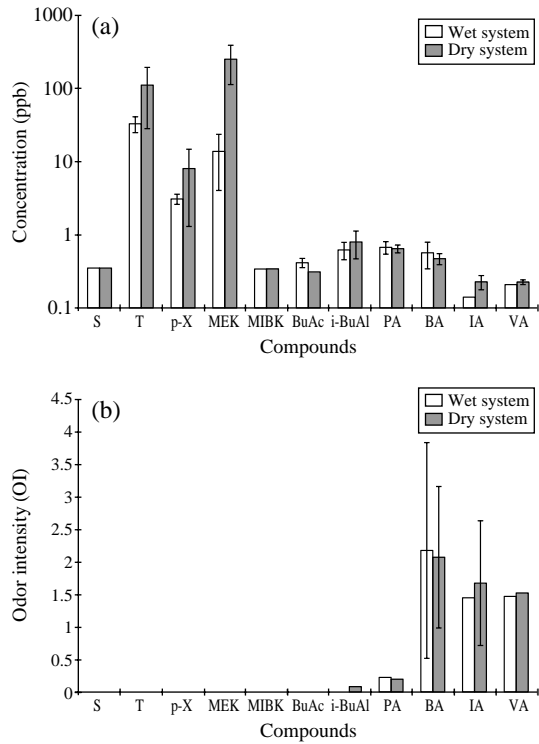 (a)
Wet system
Dry system
Concentration (ppb)
1000
100
10
1
0.1
S T p-X MEK MIBK BuAc i-BuAl PA BA IA VA
Compounds
(b)
Wet system
Dry system
Odor intensity (OI)
4.5
4
3.5
3
2.5
2
1.5
1
0.5
0
S T p-X MEK MIBK BuAc i-BuAl PA BA IA VA
Compounds